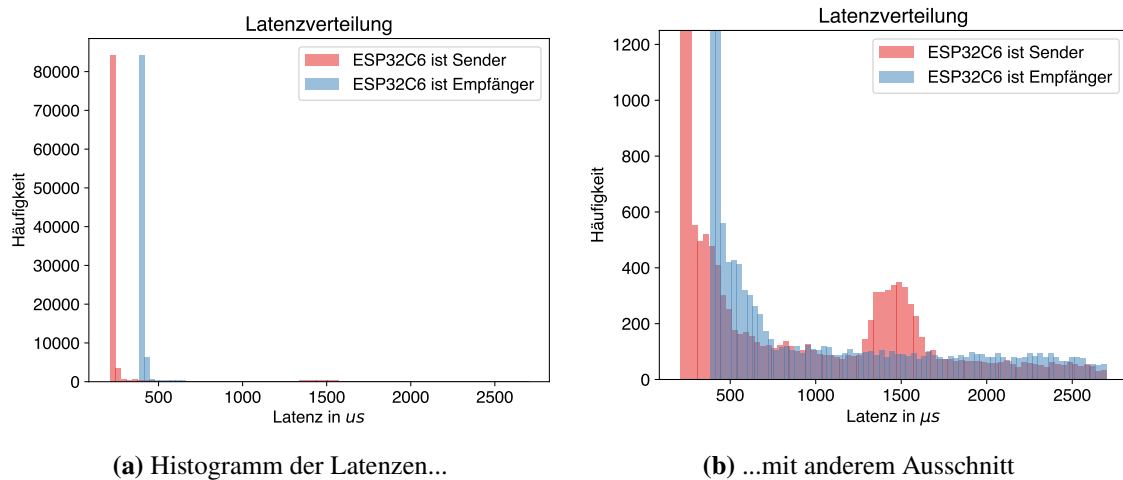 Latenzverteilung
ESP32C6 ist Sender
ESP32C6 ist Empfänger
80000
70000
60000
50000
40000
30000
20000
10000
0
Häufigkeit
500
1000
1500
2000
2500
Latenz in us
(a) Histogramm der Latenzen...
Latenzverteilung
ESP32C6 ist Sender
ESP32C6 ist Empfänger
1200
1000
800
600
400
200
0
Häufigkeit
500
1000
1500
2000
2500
Latenz in µs
(b) ...mit anderem Ausschnitt